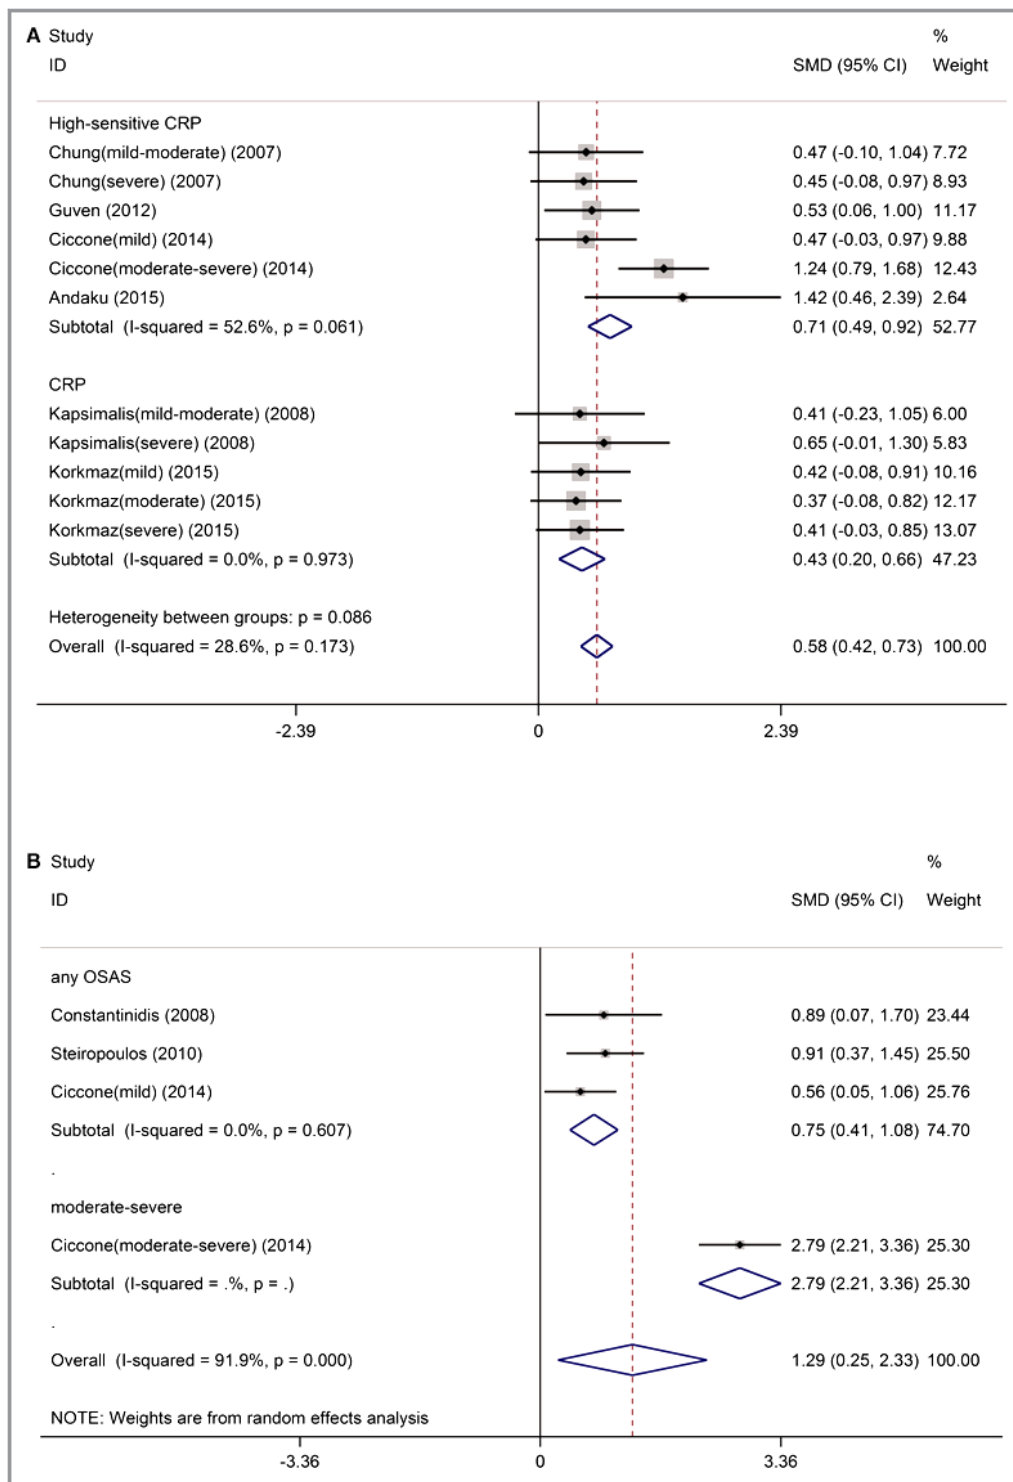 A Study %
ID SMD (95% CI) Weight
High-sensitive CRP
Chung(mild-moderate) (2007) 0.47 (-0.10, 1.04) 7.72
Chung(severe) (2007) 0.45 (-0.08, 0.97) 8.93
Guven (2012) 0.53 (0.06, 1.00) 11.17
Ciccone(mild) (2014) 0.47 (-0.03, 0.97) 9.88
Ciccone(moderate-severe) (2014) 1.24 (0.79, 1.68) 12.43
Andaku (2015) 1.42 (0.46, 2.39) 2.64
Subtotal (I-squared = 52.6%, p = 0.061) 0.71 (0.49, 0.92) 52.77
CRP
Kapsimalis(mild-moderate) (2008) 0.41 (-0.23, 1.05) 6.00
Kapsimalis(severe) (2008) 0.65 (-0.01, 1.30) 5.83
Korkmaz(mild) (2015) 0.42 (-0.08, 0.91) 10.16
Korkmaz(moderate) (2015) 0.37 (-0.08, 0.82) 12.17
Korkmaz(severe) (2015) 0.41 (-0.03, 0.85) 13.07
Subtotal (I-squared = 0.0%, p = 0.973) 0.43 (0.20, 0.66) 47.23
Heterogeneity between groups: p = 0.086
Overall (I-squared = 28.6%, p = 0.173) 0.58 (0.42, 0.73) 100.00
-2.39 0 2.39
B Study %
ID SMD (95% CI) Weight
any OSAS
Constantinidis (2008) 0.89 (0.07, 1.70) 23.44
Steiropoulos (2010) 0.91 (0.37, 1.45) 25.50
Ciccone(mild) (2014) 0.56 (0.05, 1.06) 25.76
Subtotal (I-squared = 0.0%, p = 0.607) 0.75 (0.41, 1.08) 74.70
.
moderate-severe
Ciccone(moderate-severe) (2014) 2.79 (2.21, 3.36) 25.30
Subtotal (I-squared = .%, p = .) 2.79 (2.21, 3.36) 25.30
.
Overall (I-squared = 91.9%, p = 0.000) 1.29 (0.25, 2.33) 100.00
NOTE: Weights are from random effects analysis
-3.36 0 3.36